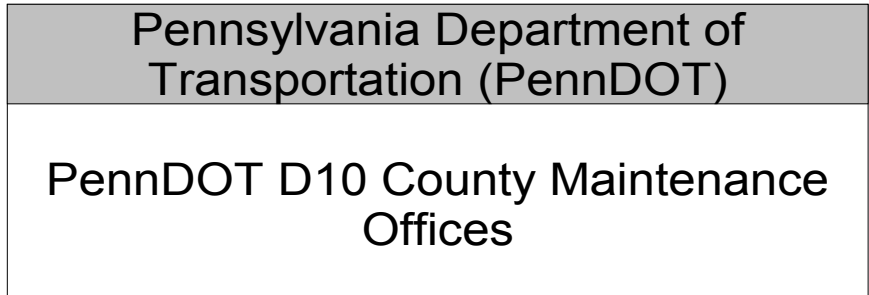 Pennsylvania Department of
Transportation (PennDOT)
PennDOT D10 County Maintenance
Offices